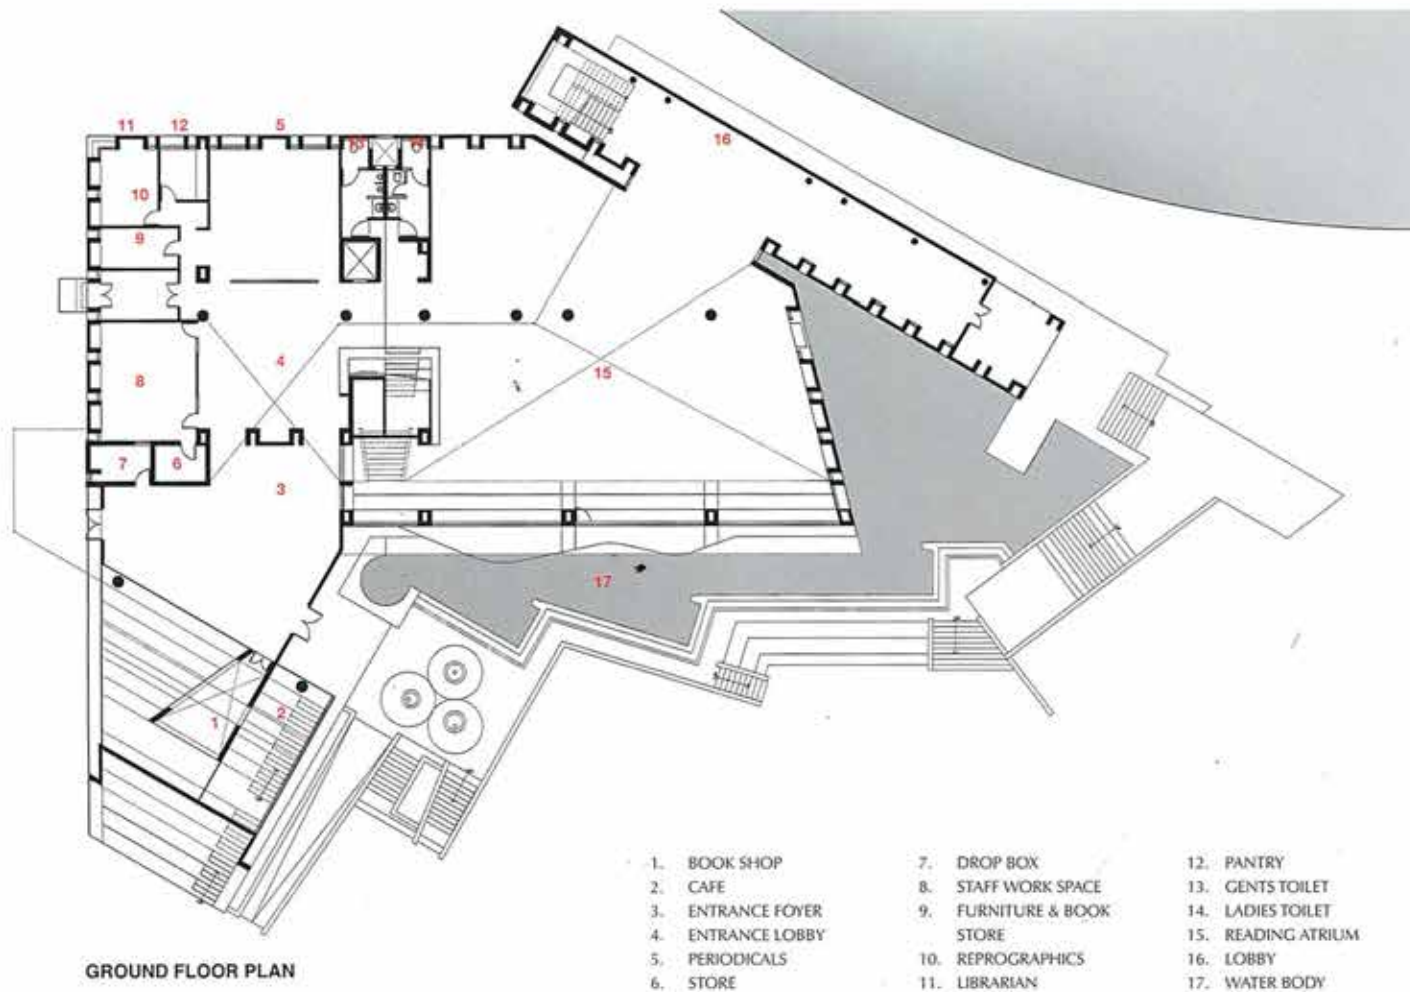 11
12
5
13
14
16
10
9
4
8
15
7
6
3
17
1
2
1. BOOK SHOP
2. CAFE
3. ENTRANCE FOYER
4. ENTRANCE LOBBY
5. PERIODICALS
6. STORE
7. DROP BOX
8. STAFF WORK SPACE
9. FURNITURE & BOOK
STORE
10. REPROGRAPHICS
11. LIBRARIAN
12. PANTRY
13. GENTS TOILET
14. LADIES TOILET
15. READING ATRIUM
16. LOBBY
17. WATER BODY
GROUND FLOOR PLAN